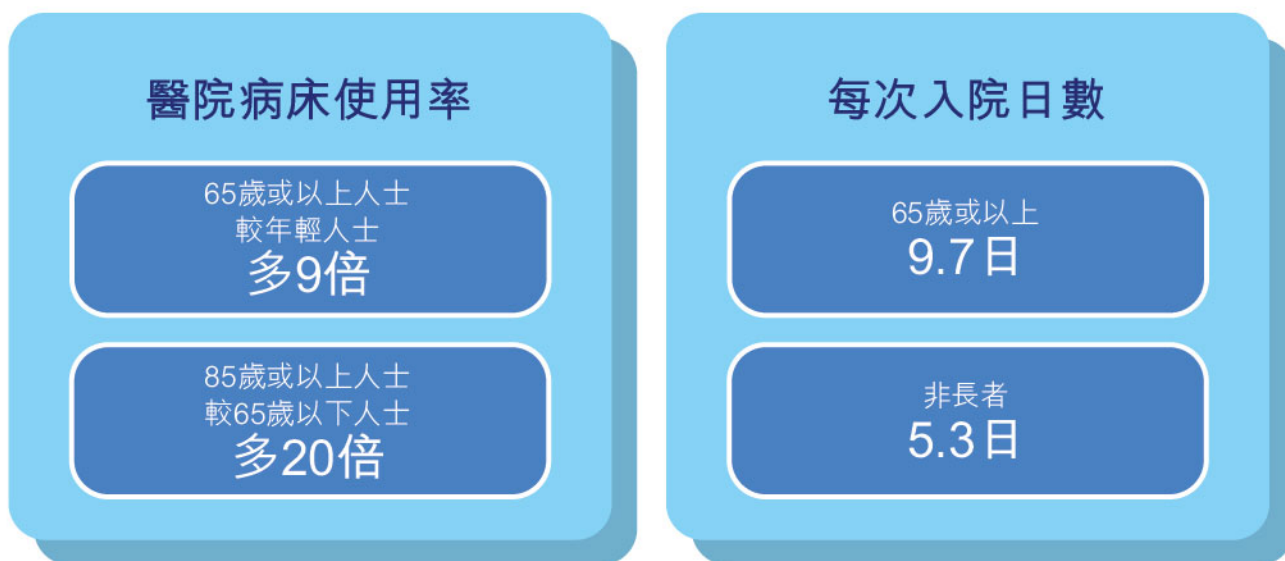 醫院病床使用率
65歲或以上人士
較年輕人士
多9倍
85歲或以上人士
較65歲以下人士
多20倍
每次入院日數
65歲或以上
9.7日
非長者
5.3日